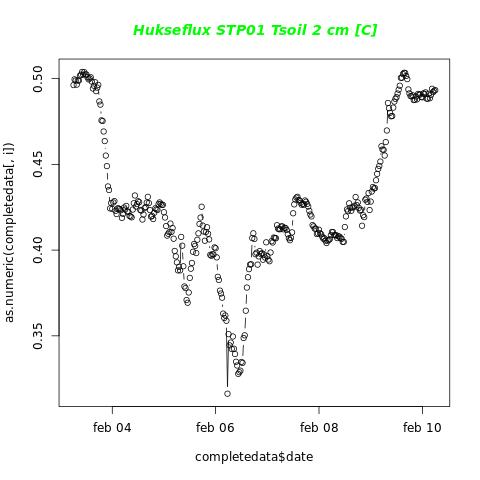 Hukseflux STP01 Tsoil 2 cm [C]
as.numeric(completedata[, i])
0.50
0.45
0.40
0.35
feb 04
feb 06
feb 08
feb 10
completedata$date